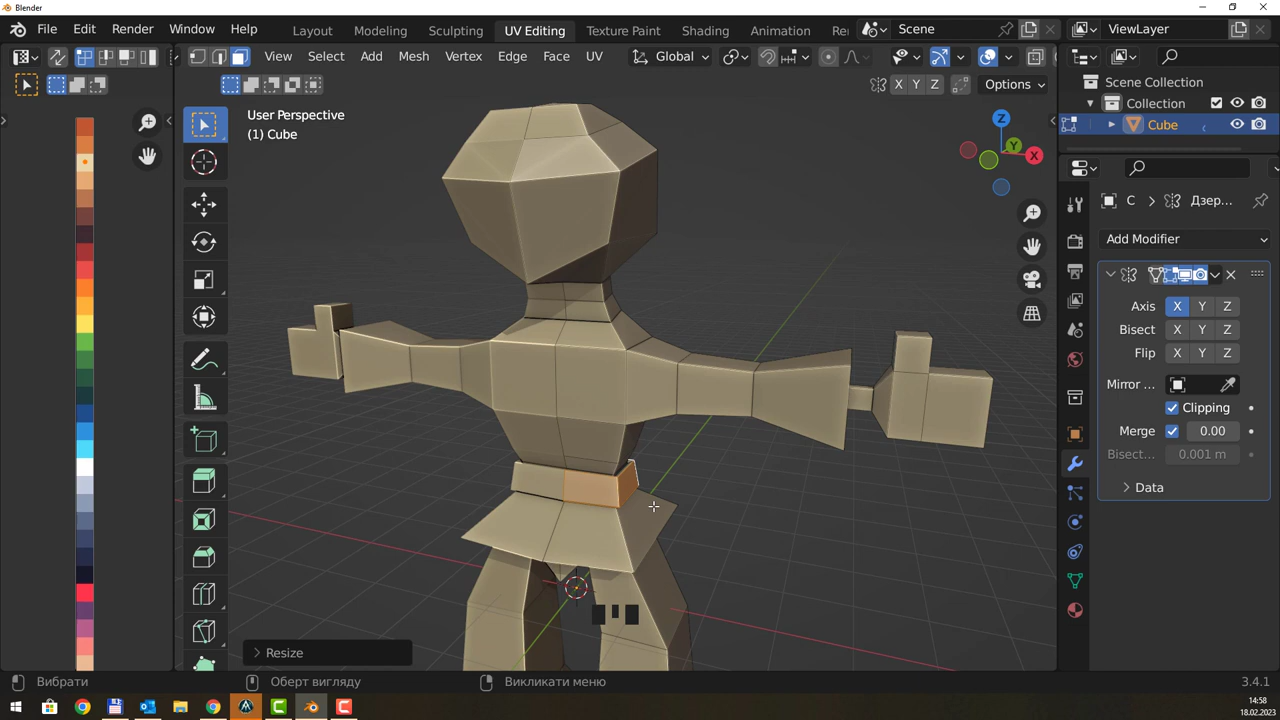 Blender
File Edit Render Window Help
Layout Modeling Sculpting UV Editing Texture Paint Shading Animation Re
Scene
ViewLayer
View Select Add Mesh Vertex Edge Face UV
Global
X Y Z
Options
User Perspective
(1) Cube
Z
Y
X
Scene Collection
Collection
Cube
C
Дзер...
Add Modifier
Axis X Y Z
Bisect X Y Z
Flip X Y Z
Mirror ...
Clipping
Merge 0.00
Bisect... 0.001 m
Data
Resize
Вибрати
Оберт вигляду
Викликати меню
3.4.1
14:58
18.02.2023